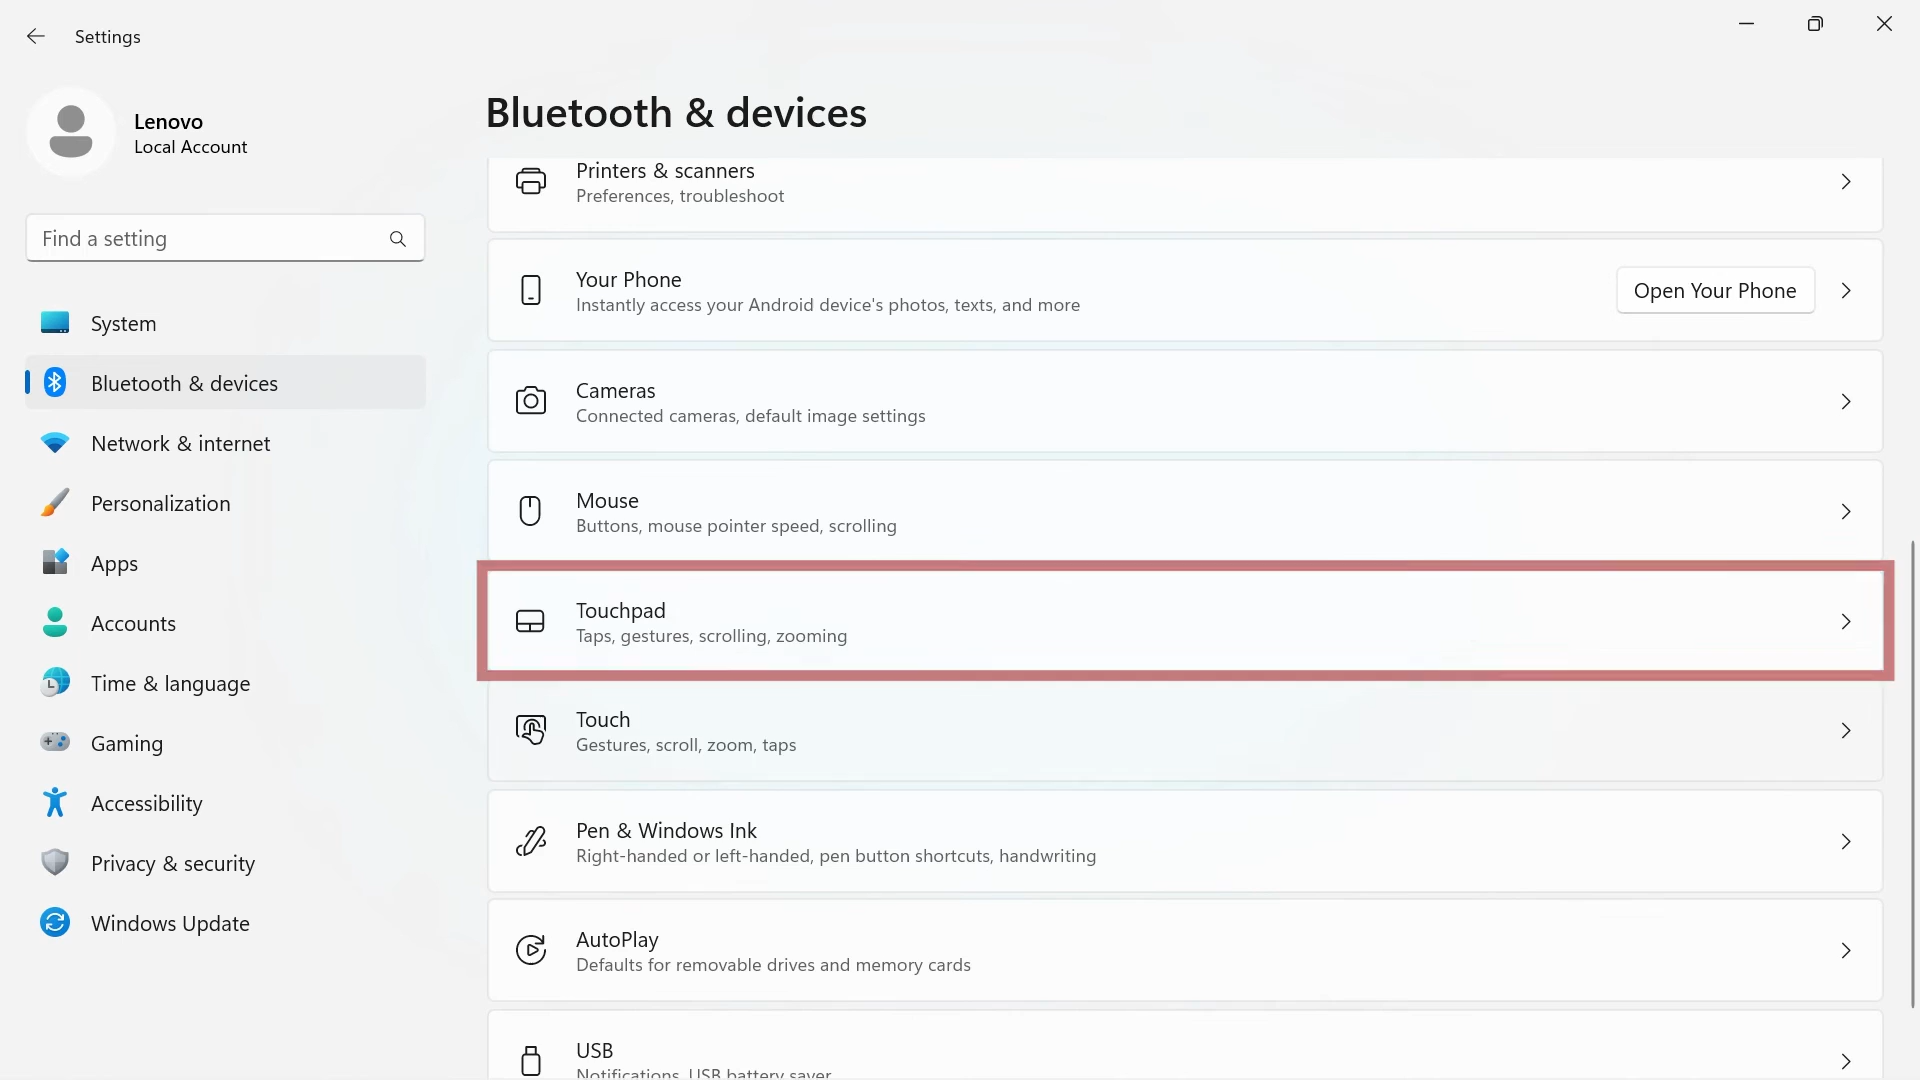 Settings
Lenovo
Local Account
Find a setting
System
Bluetooth & devices
Network & internet
Personalization
Apps
Accounts
Time & language
Gaming
Accessibility
Privacy & security
Windows Update
Bluetooth & devices
Printers & scanners
Preferences, troubleshoot
Your Phone
Instantly access your Android device's photos, texts, and more
Open Your Phone
Cameras
Connected cameras, default image settings
Mouse
Buttons, mouse pointer speed, scrolling
Touchpad
Taps, gestures, scrolling, zooming
Touch
Gestures, scroll, zoom, taps
Pen & Windows Ink
Right-handed or left-handed, pen button shortcuts, handwriting
AutoPlay
Defaults for removable drives and memory cards
USB
Notifications, USB battery saver